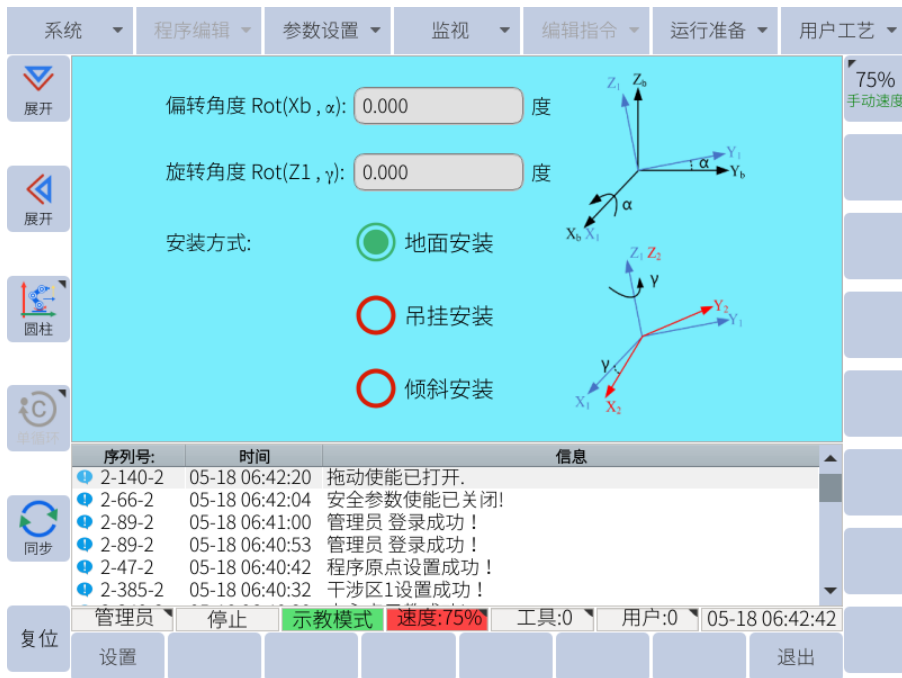 系统 程序编辑 参数设置 监视 编辑指令 运行准备 用户工艺
展开
75%
手动速度
偏转角度 Rot(Xb , α): 0.000 度
Z₁ Z_b
Y₁
α Y_b
α
X_b X₁
展开
旋转角度 Rot(Z1 , γ): 0.000 度
安装方式: 地面安装
Z₁ Z₂
γ
圆柱
吊挂安装
Y₂
Y₁
γ
倾斜安装
X₁ X₂
单循环
序列号: 时间 信息
2-140-2 05-18 06:42:20 拖动使能已打开.
2-66-2 05-18 06:42:04 安全参数使能已关闭!
2-89-2 05-18 06:41:00 管理员 登录成功！
2-89-2 05-18 06:40:53 管理员 登录成功！
2-47-2 05-18 06:40:42 程序原点设置成功！
2-385-2 05-18 06:40:32 干涉区1设置成功！
同步
管理员 停止 示教模式 速度:75% 工具:0 用户:0 05-18 06:42:42
复位
设置 退出